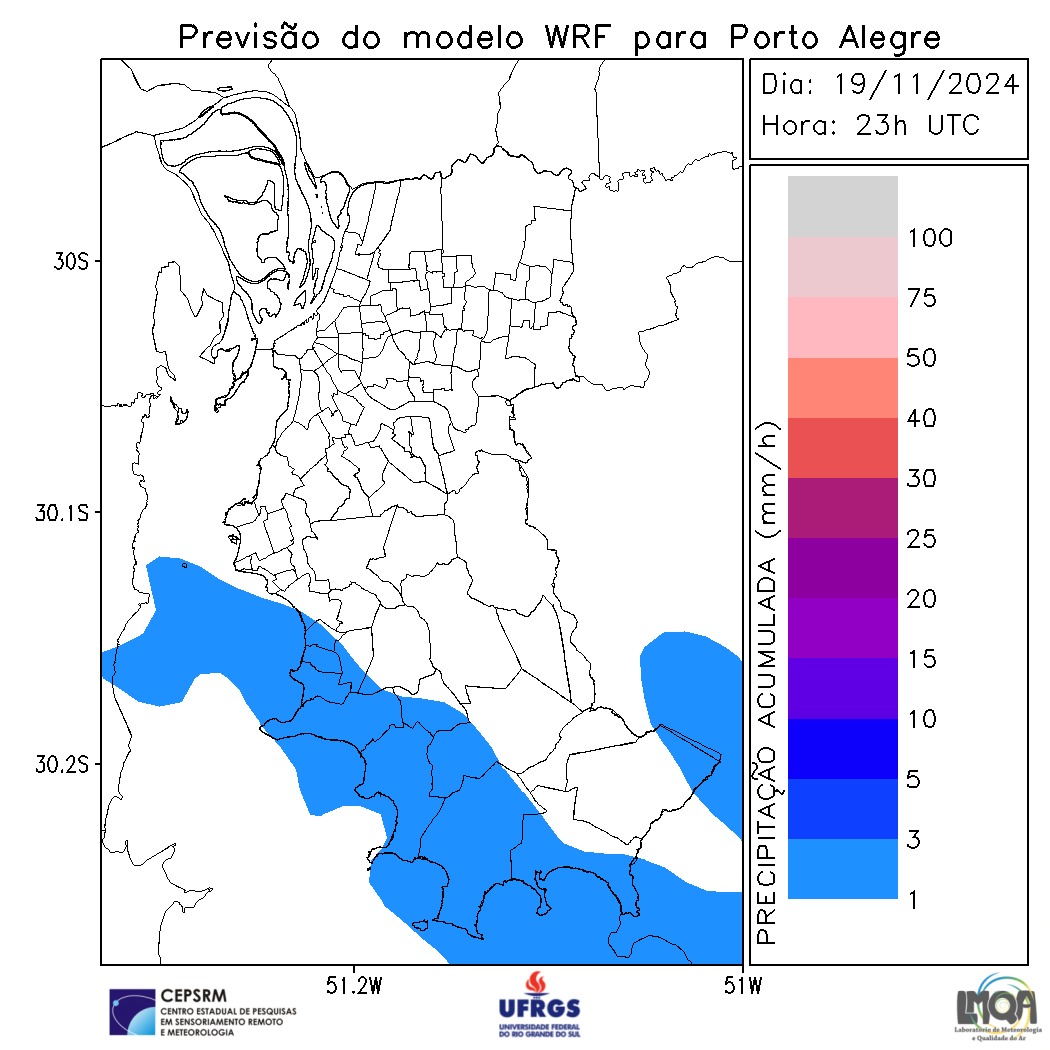 Previsão do modelo WRF para Porto Alegre
Dia: 19/11/2024
Hora: 23h UTC
30S
30.1S
30.2S
51.2W
51W
PRECIPITAÇÃO ACUMULADA (mm/h)
100
75
50
40
30
25
20
15
10
5
3
1
CEPSRM
CENTRO ESTADUAL DE PESQUISAS
EM SENSORIAMENTO REMOTO
E METEOROLOGIA
UFRGS
UNIVERSIDADE FEDERAL
DO RIO GRANDE DO SUL
LMQA
Laboratório de Meteorologia
e Qualidade do Ar